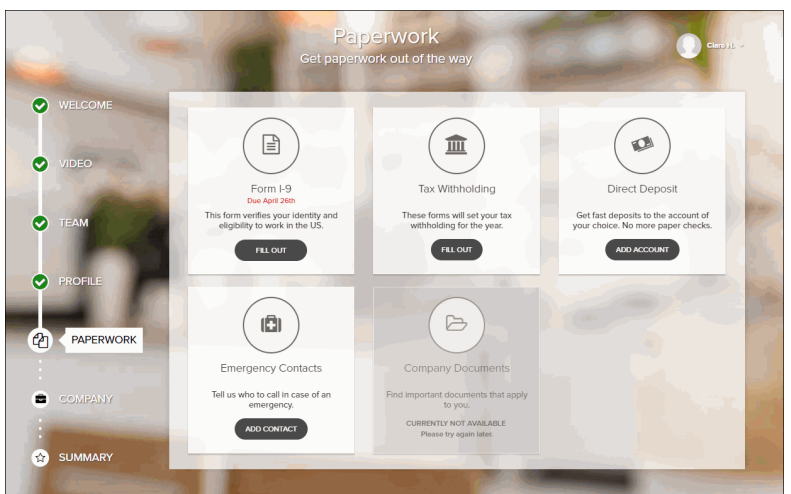 Paperwork
Get paperwork out of the way
Clara H.
WELCOME
VIDEO
TEAM
PROFILE
PAPERWORK
COMPANY
SUMMARY
Form I-9
Due April 26th
This form verifies your identity and
eligibility to work in the US.
FILL OUT
Tax Withholding
These forms will set your tax
withholding for the year.
FILL OUT
Direct Deposit
Get fast deposits to the account of
your choice. No more paper checks.
ADD ACCOUNT
Emergency Contacts
Tell us who to call in case of an
emergency.
ADD CONTACT
Company Documents
Find important documents that apply
to you.
CURRENTLY NOT AVAILABLE
Please try again later.